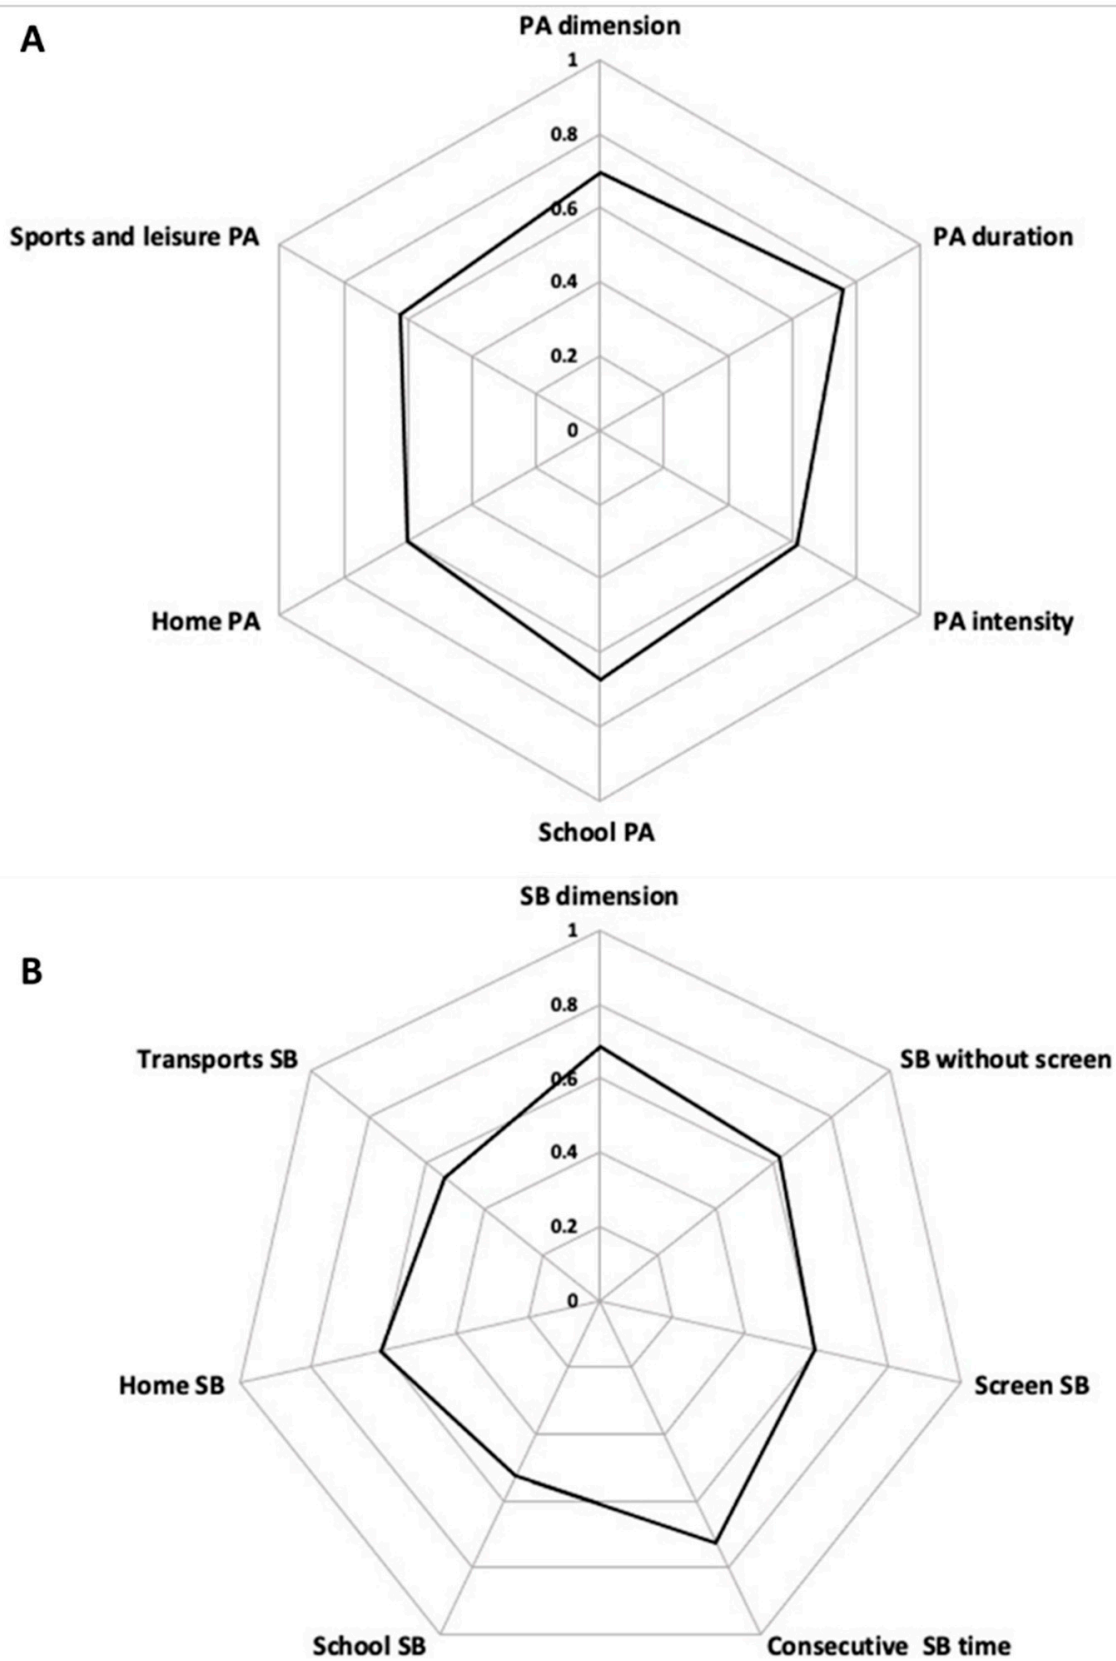 A
PA dimension
1
0.8
Sports and leisure PA
PA duration
0.6
0.4
0.2
0
Home PA
PA intensity
School PA
SB dimension
1
B
0.8
Transports SB
SB without screen
0.6
0.4
0.2
0
Home SB
Screen SB
School SB
Consecutive SB time